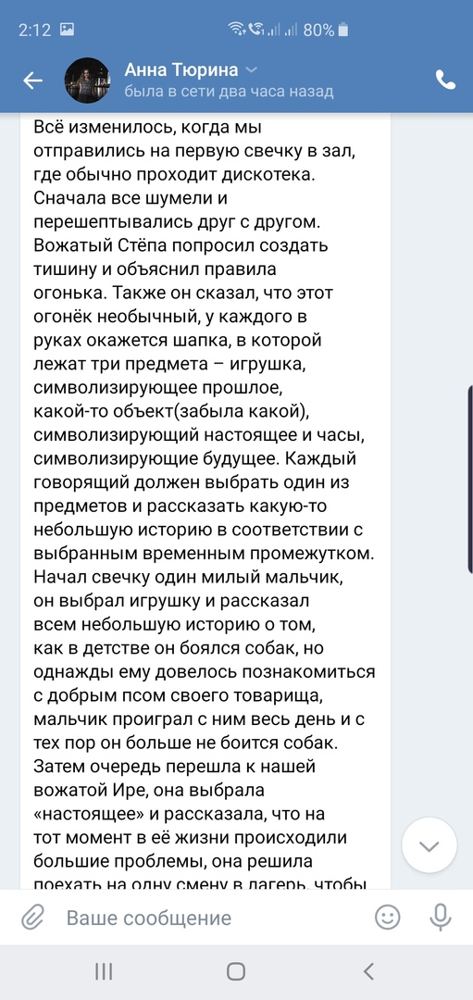 2:12
80%
Анна Тюрина
была в сети два часа назад
Всё изменилось, когда мы
отправились на первую свечку в зал,
где обычно проходит дискотека.
Сначала все шумели и
перешептывались друг с другом.
Вожатый Стёпа попросил создать
тишину и объяснил правила
огонька. Также он сказал, что этот
огонёк необычный, у каждого в
руках окажется шапка, в которой
лежат три предмета – игрушка,
символизирующее прошлое,
какой-то объект(забыла какой),
символизирующий настоящее и часы,
символизирующие будущее. Каждый
говорящий должен выбрать один из
предметов и рассказать какую-то
небольшую историю в соответствии с
выбранным временным промежутком.
Начал свечку один милый мальчик,
он выбрал игрушку и рассказал
всем небольшую историю о том,
как в детстве он боялся собак, но
однажды ему довелось познакомиться
с добрым псом своего товарища,
мальчик проиграл с ним весь день и с
тех пор он больше не боится собак.
Затем очередь перешла к нашей
вожатой Ире, она выбрала
«настоящее» и рассказала, что на
тот момент в её жизни происходили
большие проблемы, она решила
поехать на одну смену в лагерь, чтобы
Ваше сообщение